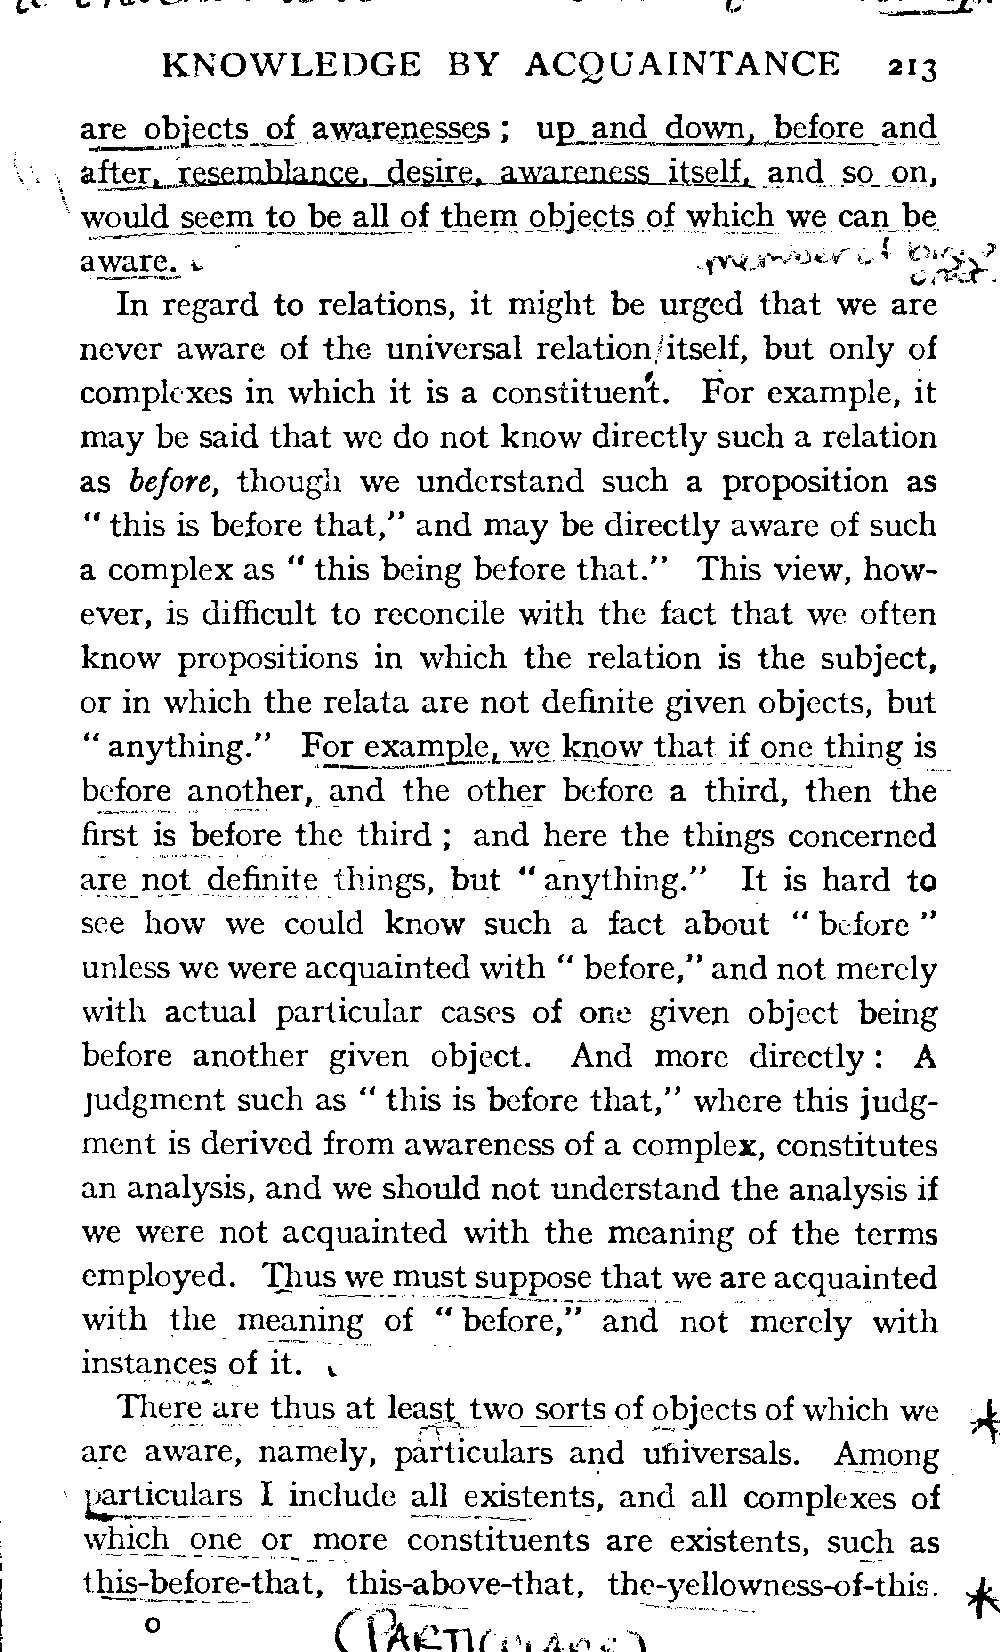 KNOWLEDGE BY ACQUAINTANCE 213
are objects of awarenesses ; up and down, before and
after, resemblance, desire, awareness itself, and so on,
would seem to be all of them objects of which we can be
aware.
In regard to relations, it might be urged that we are
never aware of the universal relation itself, but only of
complexes in which it is a constituent. For example, it
may be said that we do not know directly such a relation
as before, though we understand such a proposition as
“ this is before that,” and may be directly aware of such
a complex as “ this being before that.” This view, how-
ever, is difficult to reconcile with the fact that we often
know propositions in which the relation is the subject,
or in which the relata are not definite given objects, but
“ anything.” For example, we know that if one thing is
before another, and the other before a third, then the
first is before the third ; and here the things concerned
are not definite things, but “ anything.” It is hard to
see how we could know such a fact about “ before ”
unless we were acquainted with “ before,” and not merely
with actual particular cases of one given object being
before another given object. And more directly : A
judgment such as “ this is before that,” where this judg-
ment is derived from awareness of a complex, constitutes
an analysis, and we should not understand the analysis if
we were not acquainted with the meaning of the terms
employed. Thus we must suppose that we are acquainted
with the meaning of “ before,” and not merely with
instances of it.
There are thus at least two sorts of objects of which we
are aware, namely, particulars and universals. Among
particulars I include all existents, and all complexes of
which one or more constituents are existents, such as
this-before-that, this-above-that, the-yellowness-of-this.
O
(PARTICULARS)